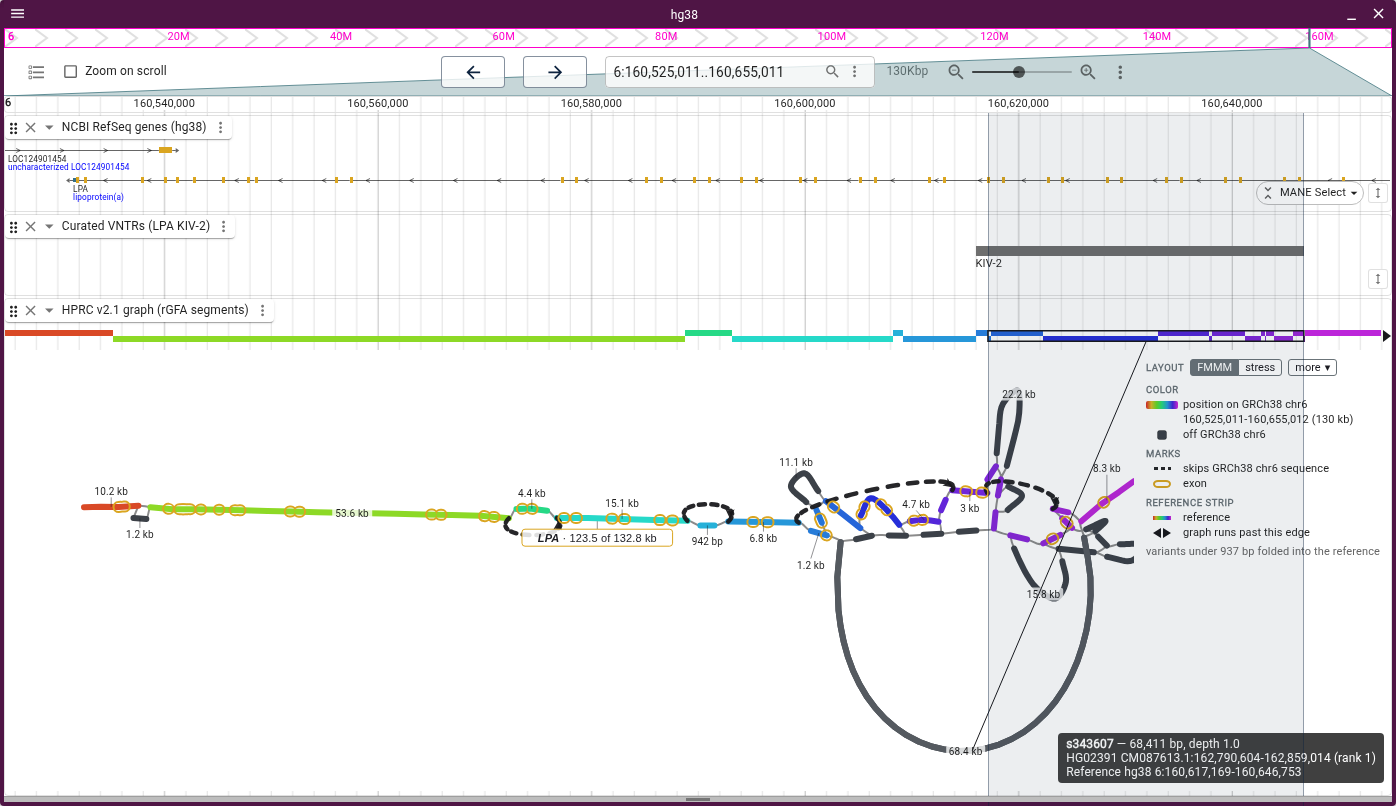 hg38
6 20M 40M 60M 80M 100M 120M 140M 160M
Zoom on scroll
6:160,525,011..160,655,011
130Kbp
6 160,540,000 160,560,000 160,580,000 160,600,000 160,620,000 160,640,000
NCBI RefSeq genes (hg38)
LOC124901454
uncharacterized LOC124901454
LPA
lipoprotein(a)
MANE Select
Curated VNTRs (LPA KIV-2)
KIV-2
HPRC v2.1 graph (rGFA segments)
LAYOUT FMMM stress more ▾
COLOR
position on GRCh38 chr6
160,525,011-160,655,012 (130 kb)
off GRCh38 chr6
MARKS
skips GRCh38 chr6 sequence
exon
REFERENCE STRIP
reference
graph runs past this edge
variants under 937 bp folded into the reference
22.2 kb
11.1 kb
8.3 kb
10.2 kb
4.4 kb
15.1 kb
4.7 kb
3 kb
53.6 kb
1.2 kb
LPA · 123.5 of 132.8 kb
942 bp
6.8 kb
1.2 kb
15.8 kb
68.4 kb
s343607 — 68,411 bp, depth 1.0
HG02391 CM087613.1:162,790,604-162,859,014 (rank 1)
Reference hg38 6:160,617,169-160,646,753